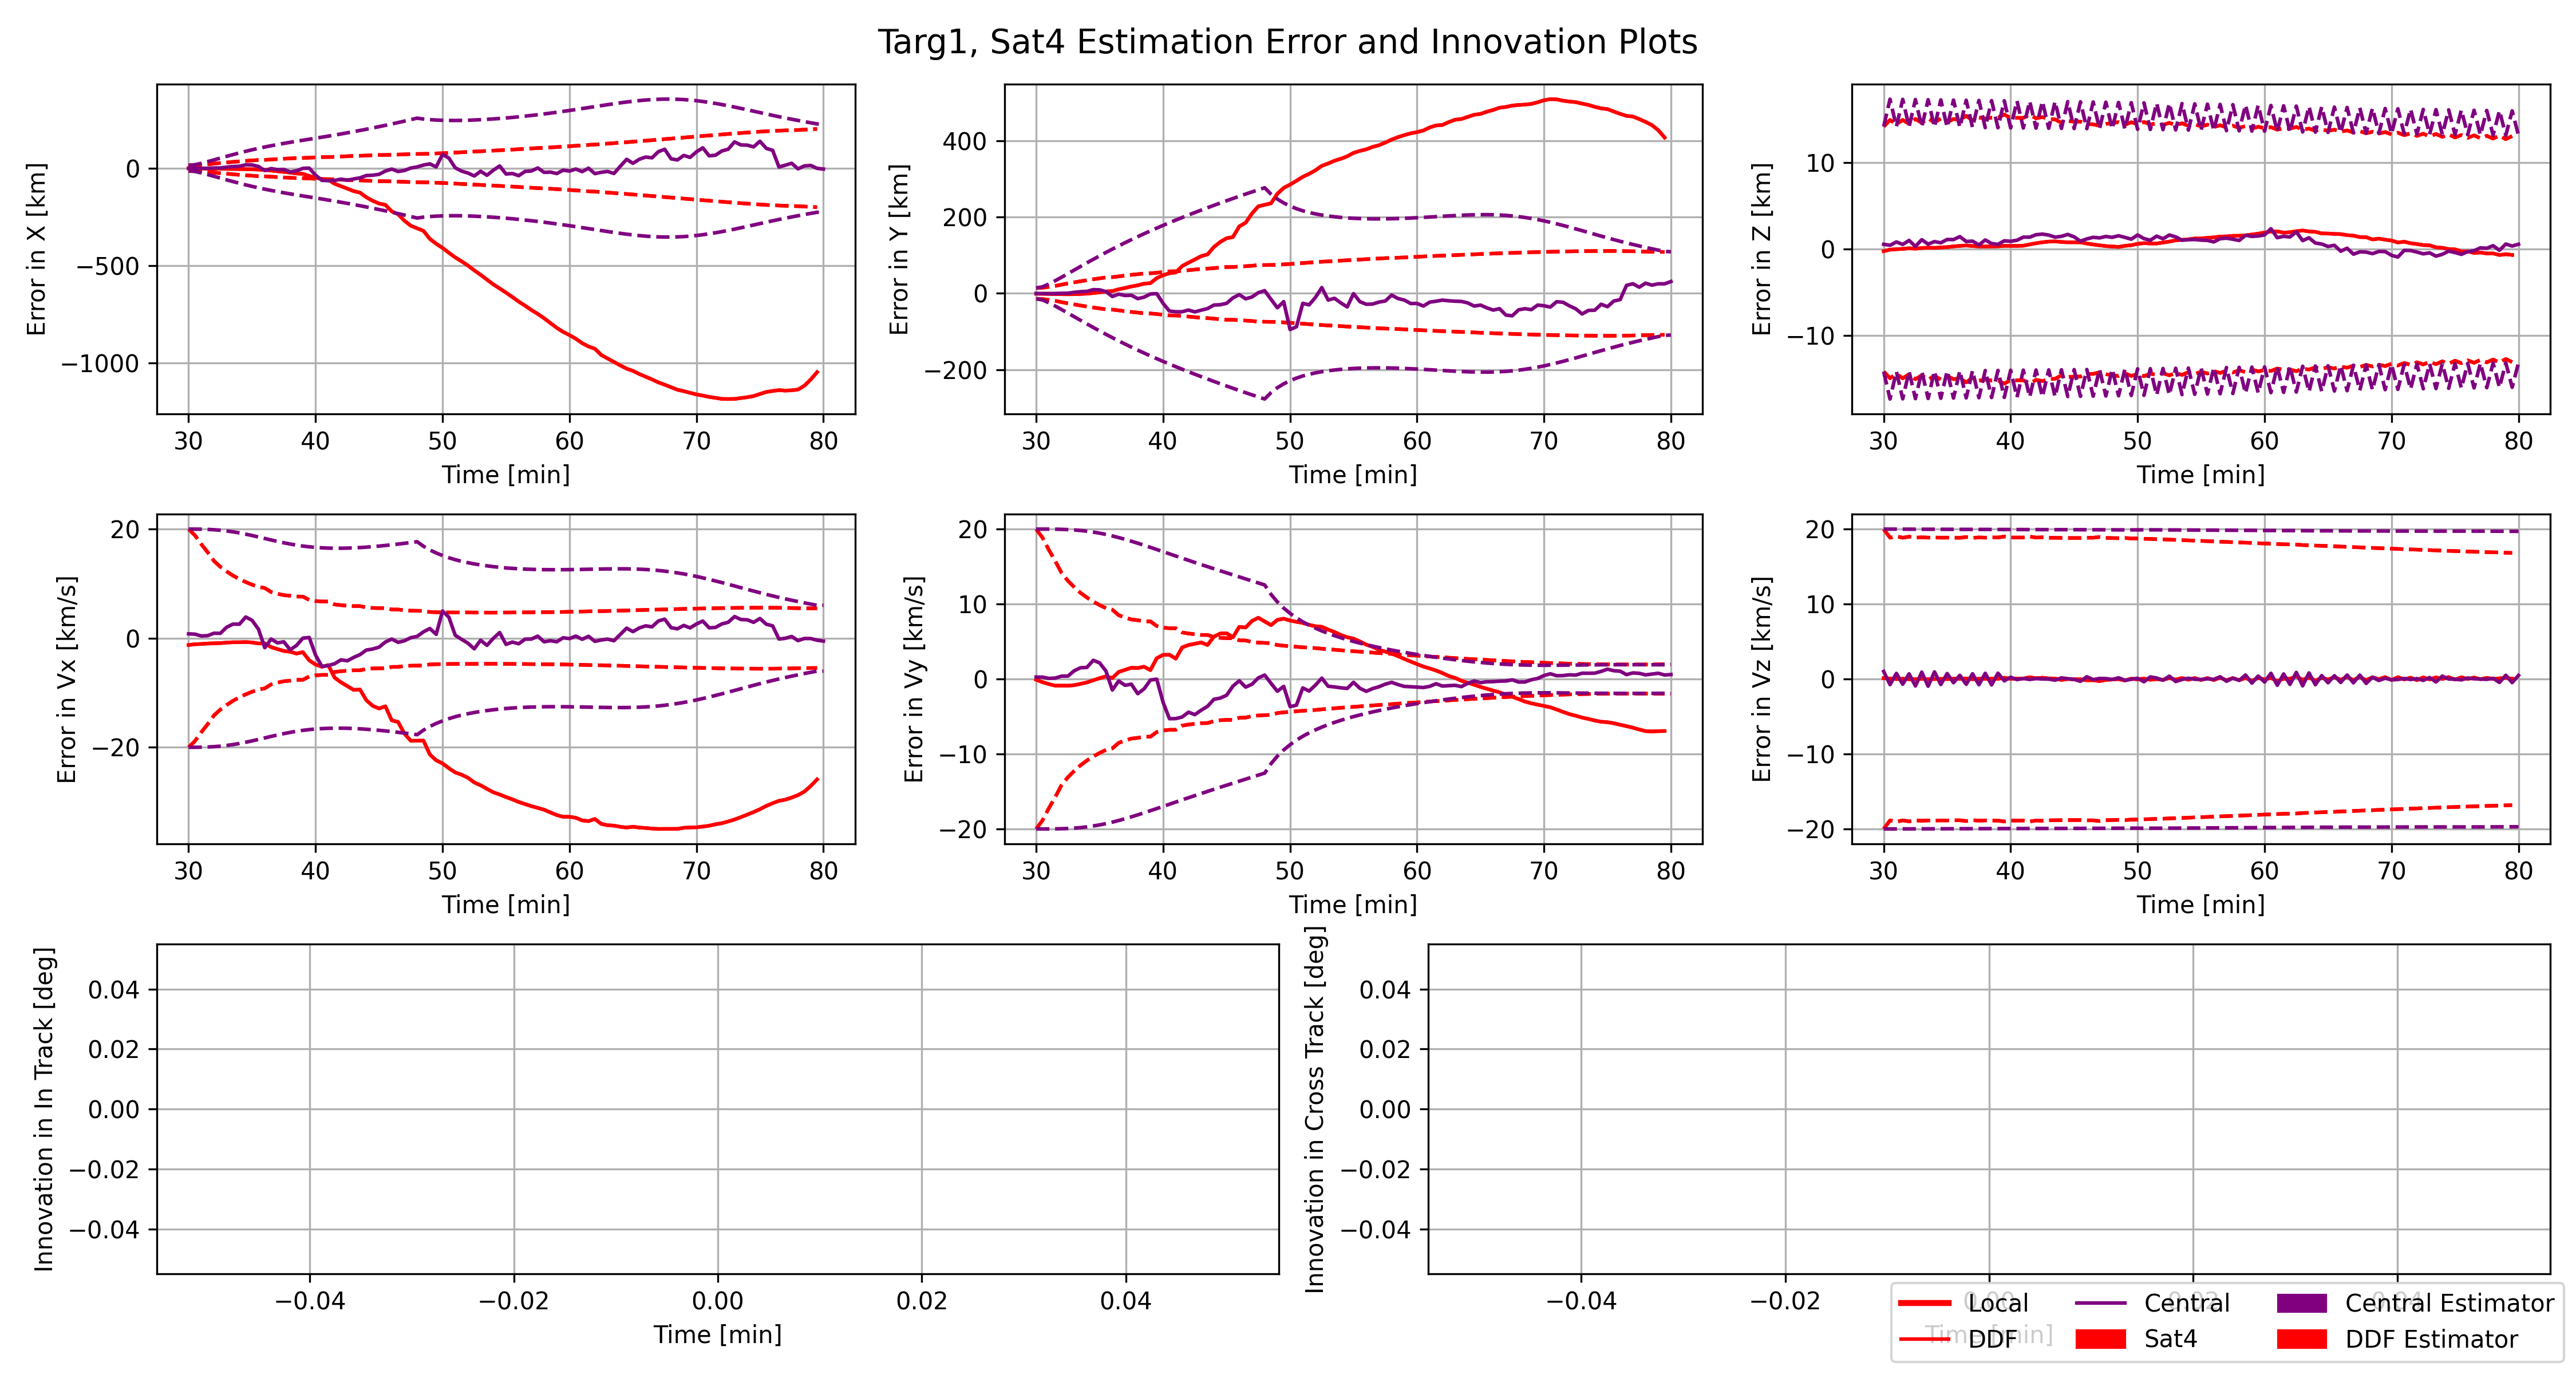 Targ1, Sat4 Estimation Error and Innovation Plots
Error in X [km]
0
−500
−1000
30 40 50 60 70 80
Time [min]
Error in Y [km]
400
200
0
−200
30 40 50 60 70 80
Time [min]
Error in Z [km]
10
0
−10
30 40 50 60 70 80
Time [min]
Error in Vx [km/s]
20
0
−20
30 40 50 60 70 80
Time [min]
Error in Vy [km/s]
20
10
0
−10
−20
30 40 50 60 70 80
Time [min]
Error in Vz [km/s]
20
10
0
−10
−20
30 40 50 60 70 80
Time [min]
Innovation in In Track [deg]
0.04
0.02
0.00
−0.02
−0.04
−0.04 −0.02 0.00 0.02 0.04
Time [min]
Innovation in Cross Track [deg]
0.04
0.02
0.00
−0.02
−0.04
−0.04 −0.02 0.00 0.02 0.04
Time [min]
Local Central Central Estimator
DDF Sat4 DDF Estimator